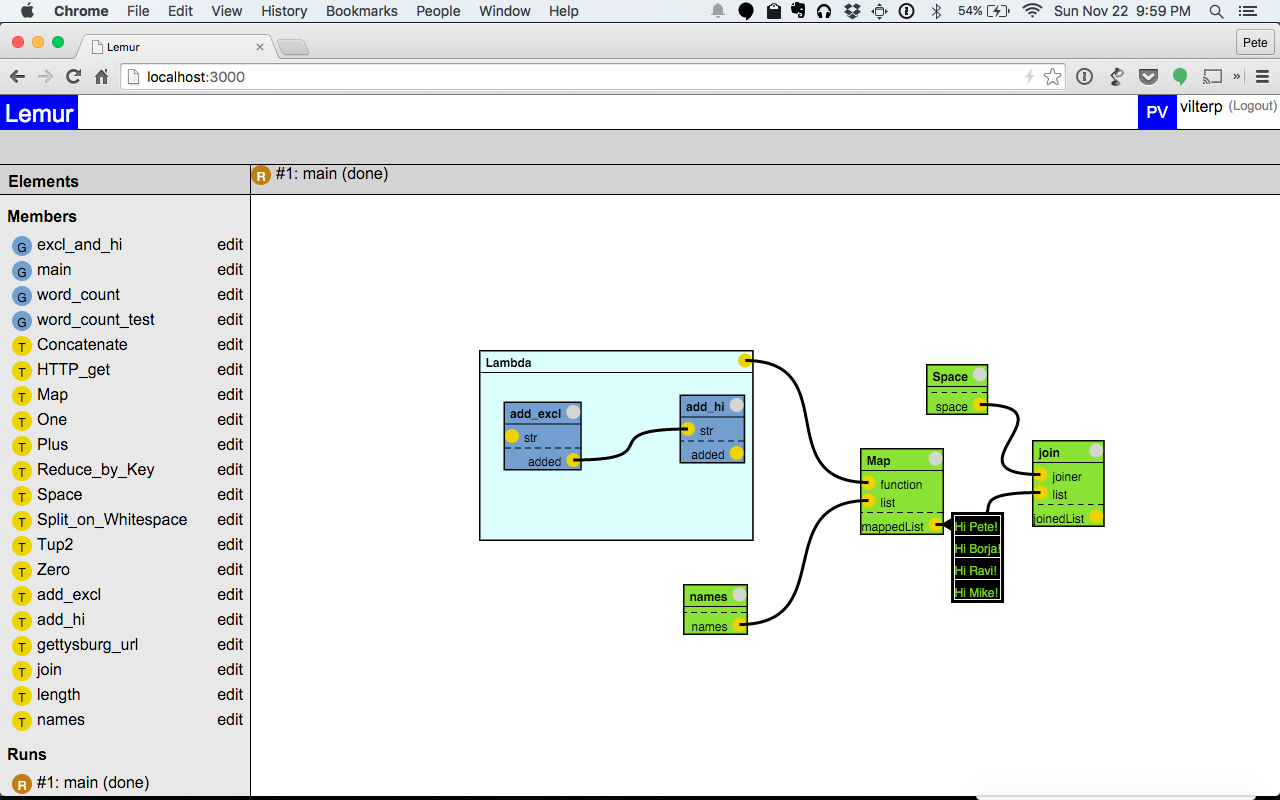 Chrome File Edit View History Bookmarks People Window Help 54% Sun Nov 22 9:59 PM
Lemur Pete
localhost:3000 »
Lemur PV vilterp (Logout)
Elements R #1: main (done)
Members
G excl_and_hi edit
G main edit
G word_count edit
G word_count_test edit
T Concatenate edit
T HTTP_get edit
T Map edit
T One edit
T Plus edit
T Reduce_by_Key edit
T Space edit
T Split_on_Whitespace edit
T Tup2 edit
T Zero edit
T add_excl edit
T add_hi edit
T gettysburg_url edit
T join edit
T length edit
T names edit
Runs
R #1: main (done)
Lambda
add_excl
str
added
add_hi
str
added
names
names
Map
function
list
mappedList
Hi Pete!
Hi Borja!
Hi Ravi!
Hi Mike!
Space
space
join
joiner
list
joinedList